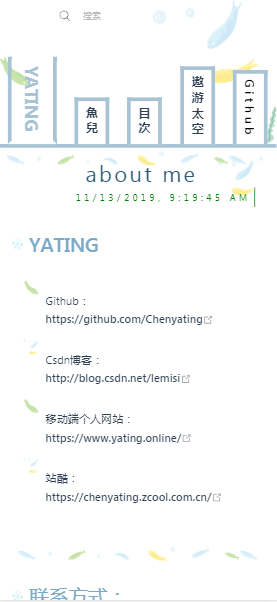 搜索
YATING
魚兒
目次
遨游太空
Github
about me
11/13/2019, 9:19:45 AM
YATING
Github：
https://github.com/Chenyating
Csdn博客：
http://blog.csdn.net/lemisi
移动端个人网站：
https://www.yating.online/
站酷：
https://chenyating.zcool.com.cn/
联系方式：